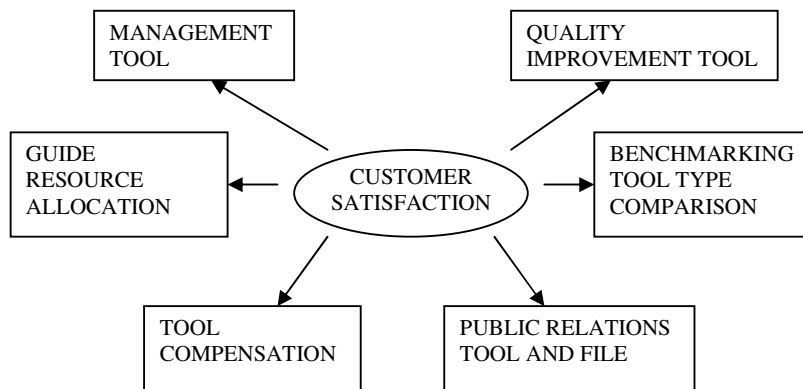 MANAGEMENT
TOOL
QUALITY
IMPROVEMENT TOOL
GUIDE
RESOURCE
ALLOCATION
CUSTOMER
SATISFACTION
BENCHMARKING
TOOL TYPE
COMPARISON
TOOL
COMPENSATION
PUBLIC RELATIONS
TOOL AND FILE